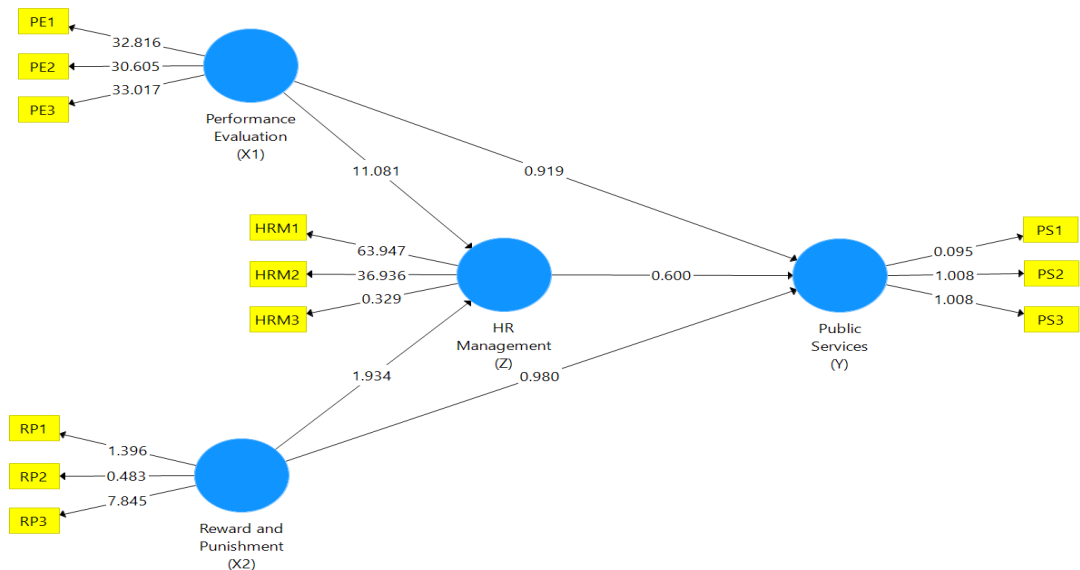 PE1
32.816
PE2
30.605
PE3
33.017
Performance
Evaluation
(X1)
11.081
0.919
HRM1
63.947
HRM2
36.936
HRM3
0.329
HR
Management
(Z)
0.600
PS1
0.095
PS2
1.008
PS3
1.008
Public
Services
(Y)
1.934
0.980
RP1
1.396
RP2
0.483
RP3
7.845
Reward and
Punishment
(X2)